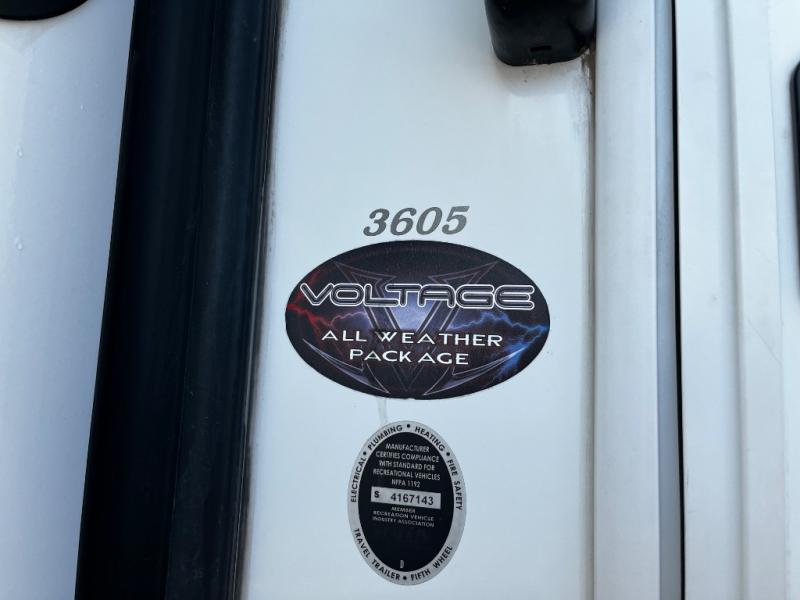 3605
VOLTAGE
ALL WEATHER
PACKAGE
ELECTRICAL • PLUMBING • HEATING • FIRE SAFETY
MANUFACTURER
CERTIFIES COMPLIANCE
WITH STANDARD FOR
RECREATIONAL VEHICLES
NFPA 1192
S 4167143
MEMBER
RECREATION VEHICLE
INDUSTRY ASSOCIATION
D
TRAVEL TRAILER • FIFTH WHEEL